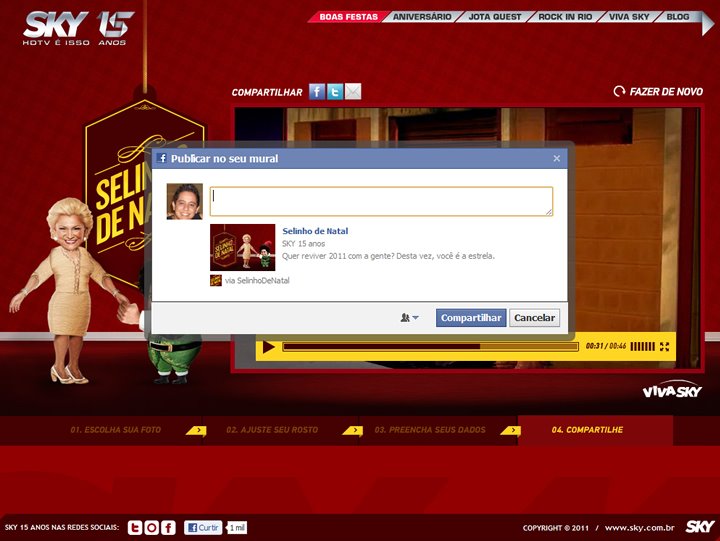 SKY 15
HDTV É ISSO ANOS
BOAS FESTAS
ANIVERSÁRIO
JOTA QUEST
ROCK IN RIO
VIVA SKY
BLOG
COMPARTILHAR
FAZER DE NOVO
SELIN
DE NA
Publicar no seu mural
Selinho de Natal
SKY 15 anos
Quer reviver 2011 com a gente? Desta vez, você é a estrela.
via SelinhoDeNatal
Compartilhar
Cancelar
00:31 / 00:46
VIVA SKY
01. ESCOLHA SUA FOTO
02. AJUSTE SEU ROSTO
03. PREENCHA SEUS DADOS
04. COMPARTILHE
SKY 15 ANOS NAS REDES SOCIAIS:
Curtir
1 mil
COPYRIGHT © 2011 / www.sky.com.br
SKY